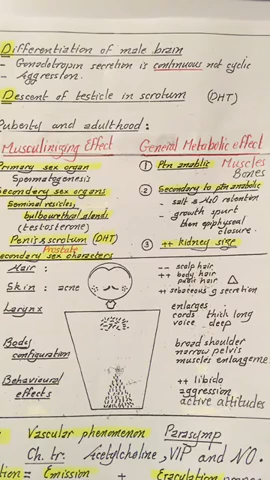 Differentiation of male brain
- Gonadotropin secretion is continuous not cyclic
- Aggression.
Descent of testicle in scrotum (DHT)
Puberty and adulthood :
Musculinizing Effect
General Metabolic effect
Primary sex organ
Spermatogenesis
Secondary sex organs
Seminal vesicles,
bulbourethral glands
(testosterone)
Penis & scrotum (DHT)
Prostate
Secondary sex characters
① Ptn anablic Muscles
Bones
② Secondary to ptn anabolic
- salt & H2O retention
- growth spurt
then epiphyseal
closure.
③ ++ kidney size
Hair :
-- scalp hair
++ body hair
pubic hair △
Skin : acne
++ sebaceous g secretion
Larynx
enlarges
cords thick long
voice deep
Body
configuration
broad shoulder
narrow pelvis
muscles enlargeme
Behavioural
effects
++ libido
aggression
active attitudes
: Vascular phenomenon Parasymp
Ch. tr: Acetylcholine, VIP and NO.
tion = Emission + Ejaculation